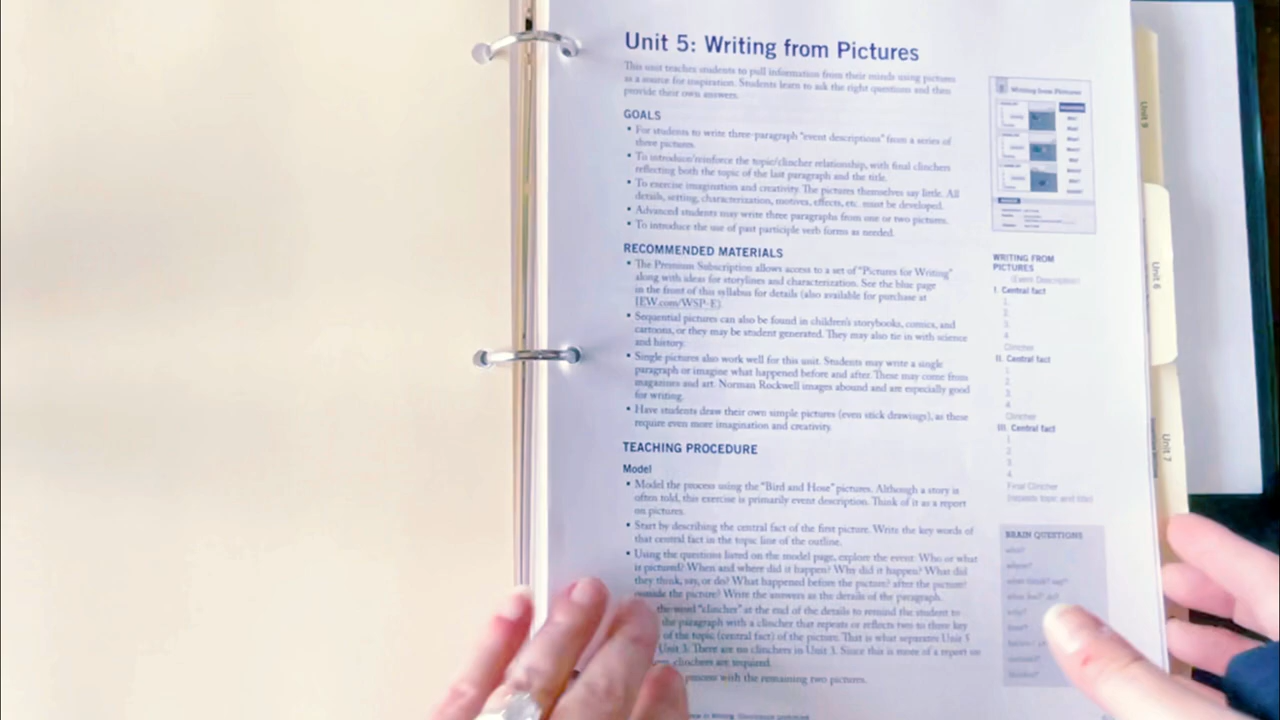 Unit 5: Writing from Pictures
This unit teaches students to pull information from their minds using pictures
as a source for inspiration. Students learn to ask the right questions and then
provide their own answers.
GOALS
• For students to write three-paragraph "event descriptions" from a series of
three pictures.
• To introduce/reinforce the topic/clincher relationship, with final clinchers
reflecting both the topic of the last paragraph and the title.
• To exercise imagination and creativity. The pictures themselves say little. All
details, setting, characterization, motives, effects, etc. must be developed.
• Advanced students may write three paragraphs from one or two pictures.
• To introduce the use of past participle verb forms as needed.
RECOMMENDED MATERIALS
• The Premium Subscription allows access to a set of "Pictures for Writing"
along with ideas for storylines and characterization. See the blue page
in the front of this syllabus for details (also available for purchase at
IEW.com/WSP-E).
• Sequential pictures can also be found in children's storybooks, comics, and
cartoons, or they may be student generated. They may also tie in with science
and history.
• Single pictures also work well for this unit. Students may write a single
paragraph or imagine what happened before and after. These may come from
magazines and art. Norman Rockwell images abound and are especially good
for writing.
• Have students draw their own simple pictures (even stick drawings), as these
require even more imagination and creativity.
TEACHING PROCEDURE
Model
• Model the process using the "Bird and Hose" pictures. Although a story is
often told, this exercise is primarily event description. Think of it as a report
on pictures.
• Start by describing the central fact of the first picture. Write the key words of
that central fact in the topic line of the outline.
• Using the questions listed on the model page, explore the event: Who or what
is pictured? When and where did it happen? Why did it happen? What did
they think, say, or do? What happened before the picture? after the picture?
outside the picture? Write the answers as the details of the paragraph.
the word "clincher" at the end of the details to remind the student to
the paragraph with a clincher that repeats or reflects two to three key
of the topic (central fact) of the picture. That is what separates Unit 5
Unit 3. There are no clinchers in Unit 3. Since this is more of a report on
clinchers are required.
process with the remaining two pictures.
Writing from Pictures
WRITING FROM
PICTURES
(Event Description)
I. Central fact
1.
2.
3.
4.
Clincher
II. Central fact
1.
2.
3.
4.
Clincher
III. Central fact
1.
2.
3.
4.
Final Clincher
(repeats topic and title)
BRAIN QUESTIONS
who?
Unit 9
Unit 6
Unit 7